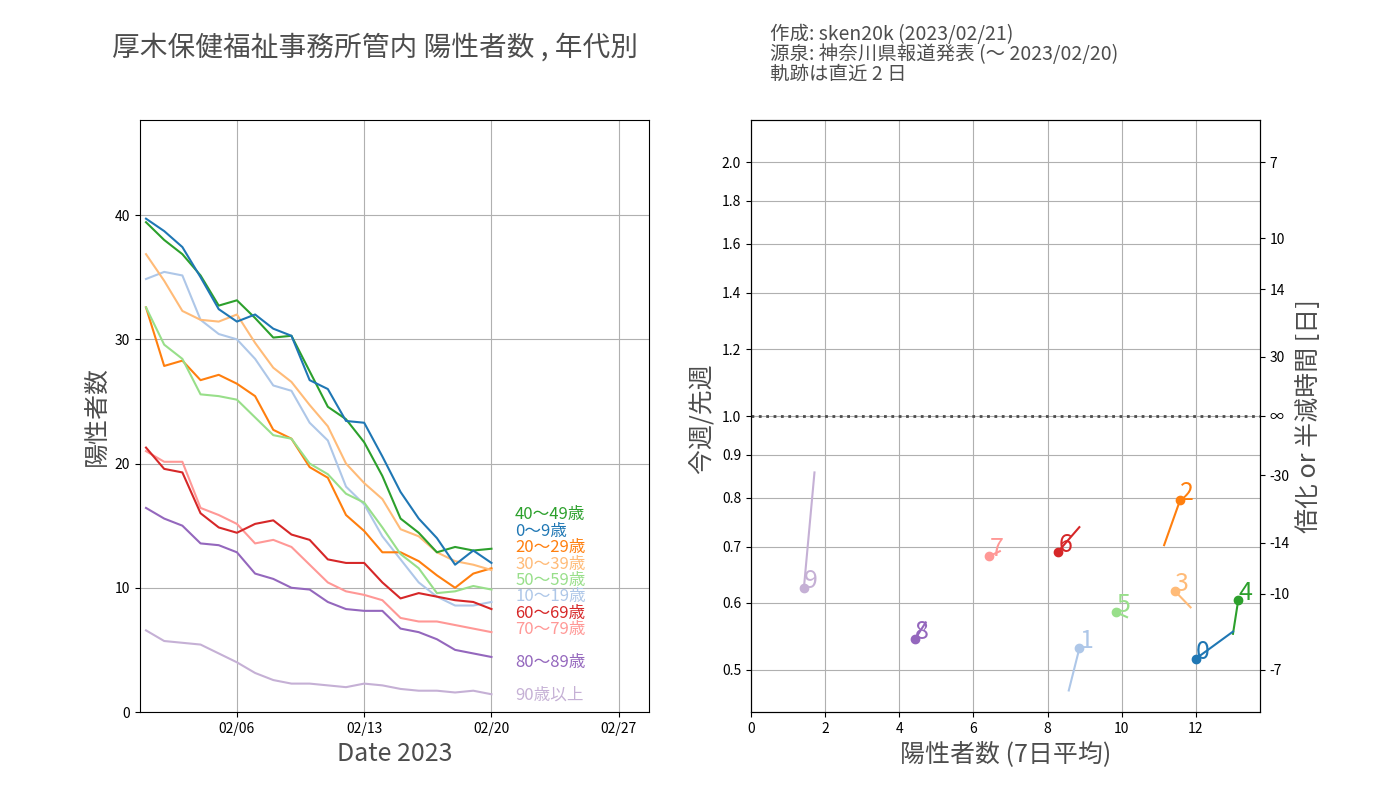 厚木保健福祉事務所管内 陽性者数 , 年代別
作成: sken20k (2023/02/21)
源泉: 神奈川県報道発表 (〜 2023/02/20)
軌跡は直近 2 日
陽性者数
40
30
20
10
0
02/06
02/13
02/20
02/27
Date 2023
40〜49歳
0〜9歳
20〜29歳
30〜39歳
50〜59歳
10〜19歳
60〜69歳
70〜79歳
80〜89歳
90歳以上
今週/先週
2.0
1.8
1.6
1.4
1.2
1.0
0.9
0.8
0.7
0.6
0.5
0
2
4
6
8
10
12
陽性者数 (7日平均)
7
10
14
30
∞
-30
-14
-10
-7
倍化 or 半減時間 [日]
2
6
7
9
3
4
5
8
1
0